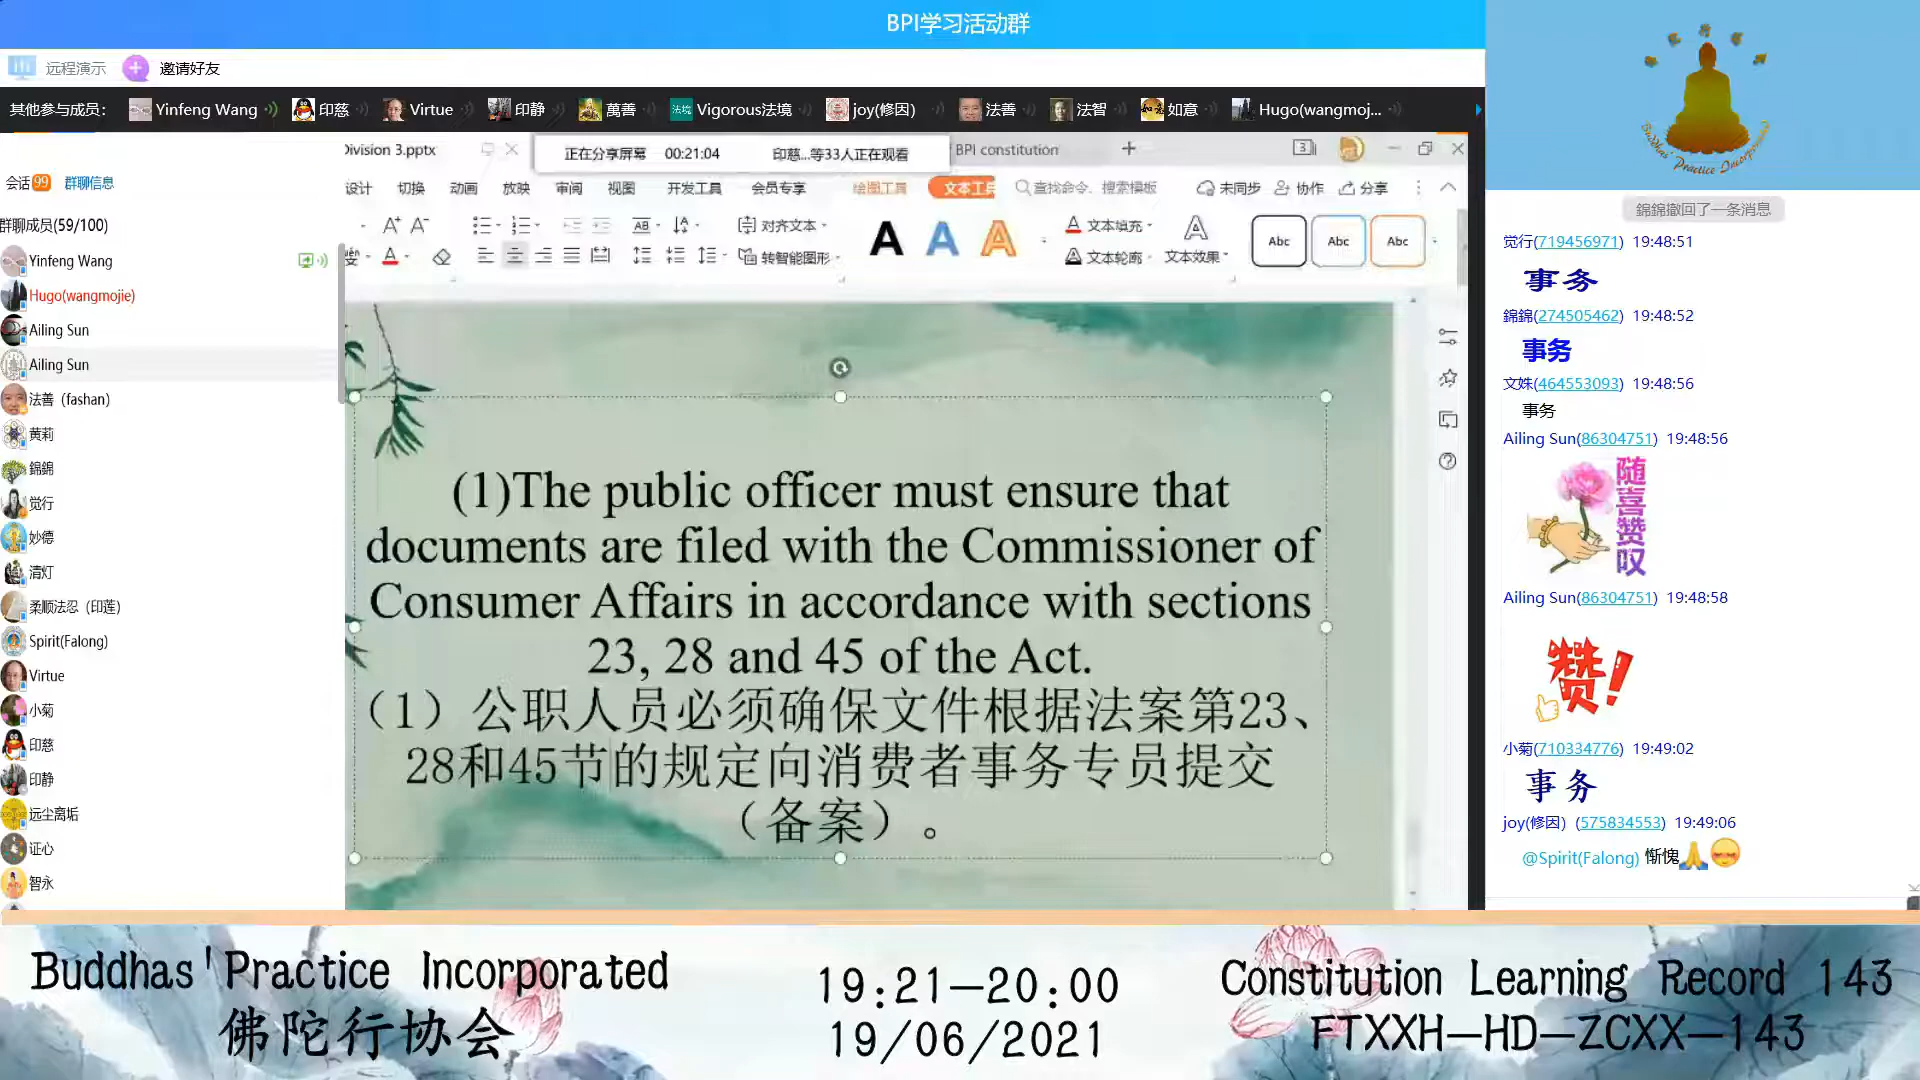 BPI学习活动群
远程演示
邀请好友
其他参与成员：
Yinfeng Wang
印慈
Virtue
印静
萬善
法境
Vigorous法境
joy(修因)
法善
法智
如意
Hugo(wangmoj...
会话
99
群聊信息
群聊成员(59/100)
Yinfeng Wang
Hugo(wangmojie)
Ailing Sun
Ailing Sun
法善（fashan）
黄莉
錦錦
觉行
妙德
清灯
柔顺法忍（印莲）
Spirit(Falong)
Virtue
小菊
印慈
印静
远尘离垢
证心
智永
Division 3.pptx
正在分享屏幕 00:21:04 印慈...等33人正在观看
BPI constitution
3
设计 切换 动画 放映 审阅 视图 开发工具 会员专享 绘图工具 文本工具 查找命令、搜索模板 未同步 协作 分享
对齐文本
转智能图形
文本填充
文本轮廓
文本效果
Abc Abc Abc
(1)The public officer must ensure that
documents are filed with the Commissioner of
Consumer Affairs in accordance with sections
23, 28 and 45 of the Act.
（1）公职人员必须确保文件根据法案第23、
28和45节的规定向消费者事务专员提交
（备案）。
Buddhas' Practice Incorporated
錦錦撤回了一条消息
觉行(719456971) 19:48:51
事务
錦錦(274505462) 19:48:52
事务
文姝(464553093) 19:48:56
事务
Ailing Sun(86304751) 19:48:56
随喜赞叹
Ailing Sun(86304751) 19:48:58
赞！
小菊(710334776) 19:49:02
事务
joy(修因)(575834553) 19:49:06
@Spirit(Falong) 惭愧
Buddhas'Practice Incorporated
佛陀行协会
19:21—20:00
19/06/2021
Constitution Learning Record 143
FTXXH—HD—ZCXX—143